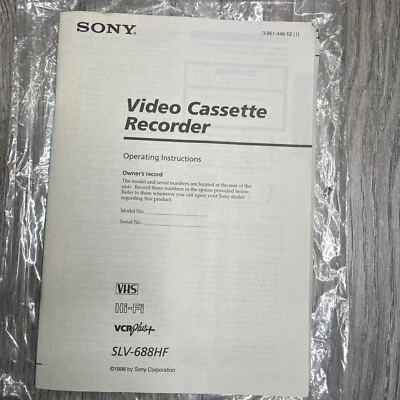 SONY.
3-861-446-12 (1)
Video Cassette
Recorder
Operating Instructions
Owner's record
The model and serial numbers are located at the rear of the
unit. Record these numbers in the spaces provided below.
Refer to them whenever you call upon your Sony dealer
regarding this product.
Model No.
Serial No.
VHS
Hi-Fi
VCR Plus+
SLV-688HF
©1998 by Sony Corporation